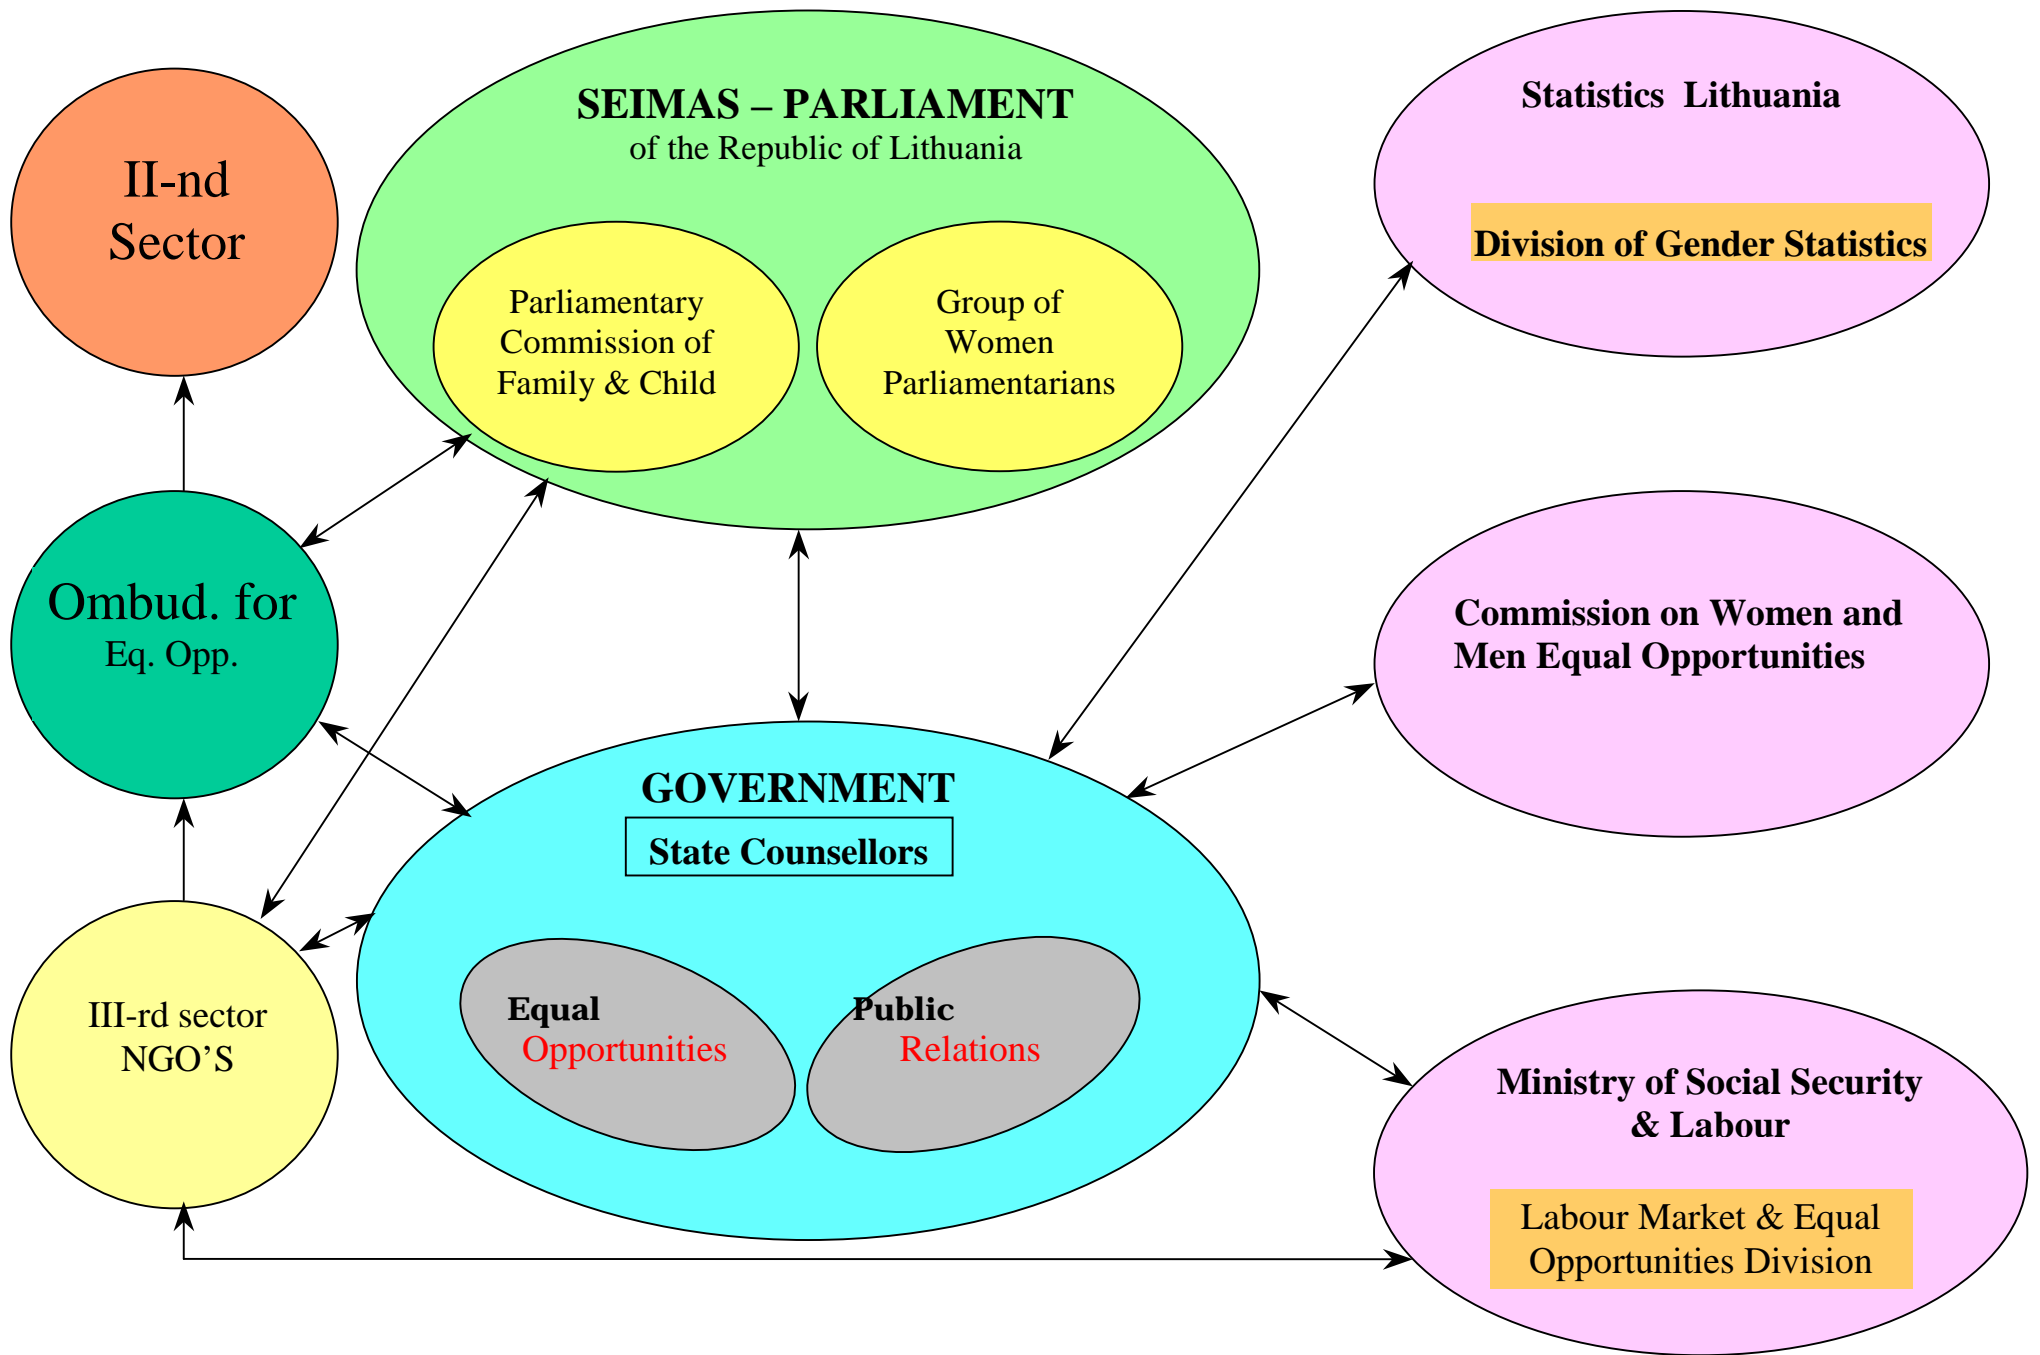 SEIMAS – PARLIAMENT
of the Republic of Lithuania
Parliamentary
Commission of
Family & Child
Group of
Women
Parliamentarians
Statistics Lithuania
Division of Gender Statistics
II-nd
Sector
Ombud. for
Eq. Opp.
Commission on Women and
Men Equal Opportunities
GOVERNMENT
State Counsellors
Equal
Opportunities
Public
Relations
III-rd sector
NGO’S
Ministry of Social Security
& Labour
Labour Market & Equal
Opportunities Division